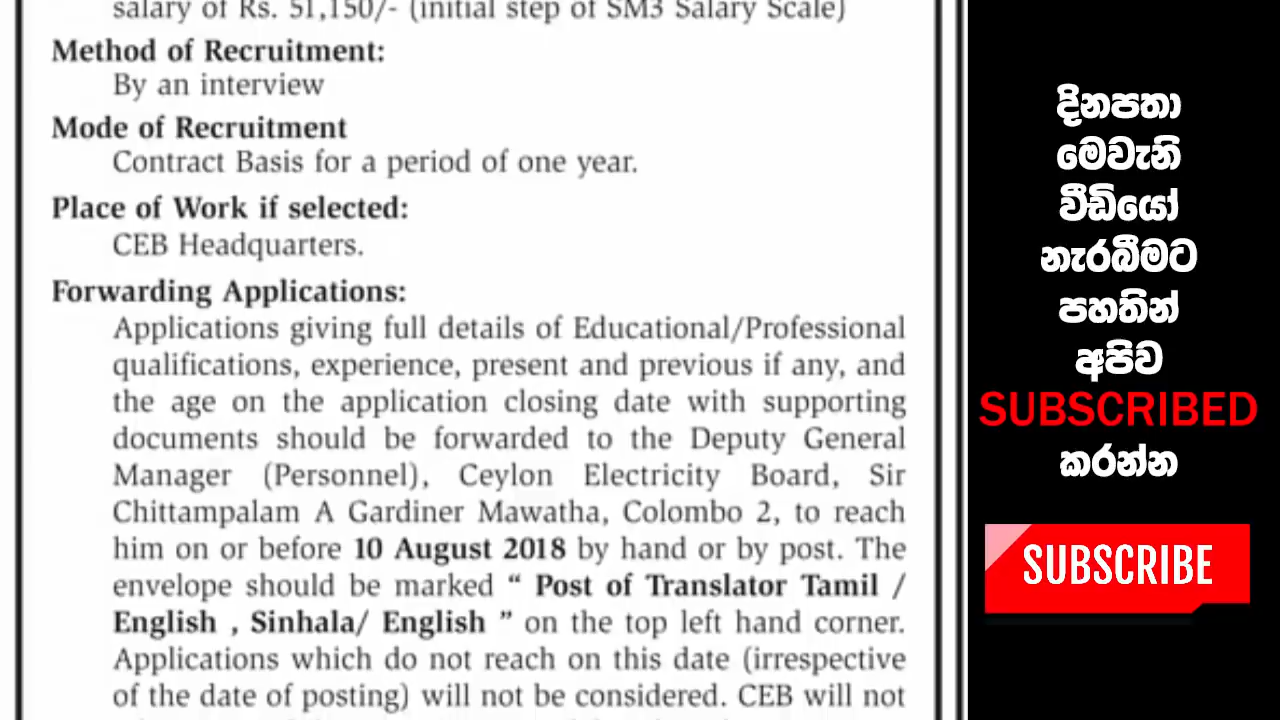 salary of Rs. 51,150/- (initial step of SM3 Salary Scale)
Method of Recruitment:
By an interview
Mode of Recruitment
Contract Basis for a period of one year.
Place of Work if selected:
CEB Headquarters.
Forwarding Applications:
Applications giving full details of Educational/Professional
qualifications, experience, present and previous if any, and
the age on the application closing date with supporting
documents should be forwarded to the Deputy General
Manager (Personnel), Ceylon Electricity Board, Sir
Chittampalam A Gardiner Mawatha, Colombo 2, to reach
him on or before 10 August 2018 by hand or by post. The
envelope should be marked “ Post of Translator Tamil /
English , Sinhala/ English ” on the top left hand corner.
Applications which do not reach on this date (irrespective
of the date of posting) will not be considered. CEB will not
දිනපතා
මෙවැනි
වීඩියෝ
නැරබීමට
පහතින්
අපිව
SUBSCRIBED
කරන්න
SUBSCRIBE